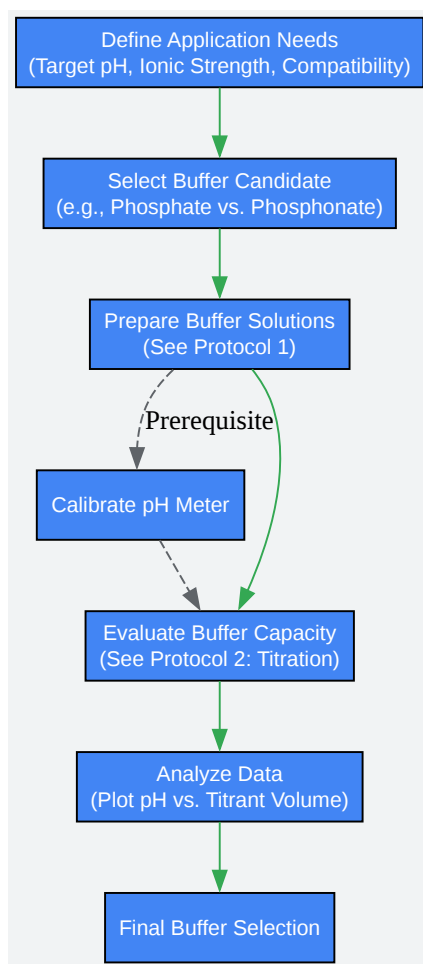 Define Application Needs
(Target pH, Ionic Strength, Compatibility)
Select Buffer Candidate
(e.g., Phosphate vs. Phosphonate)
Prepare Buffer Solutions
(See Protocol 1)
Prerequisite
Calibrate pH Meter
Evaluate Buffer Capacity
(See Protocol 2: Titration)
Analyze Data
(Plot pH vs. Titrant Volume)
Final Buffer Selection